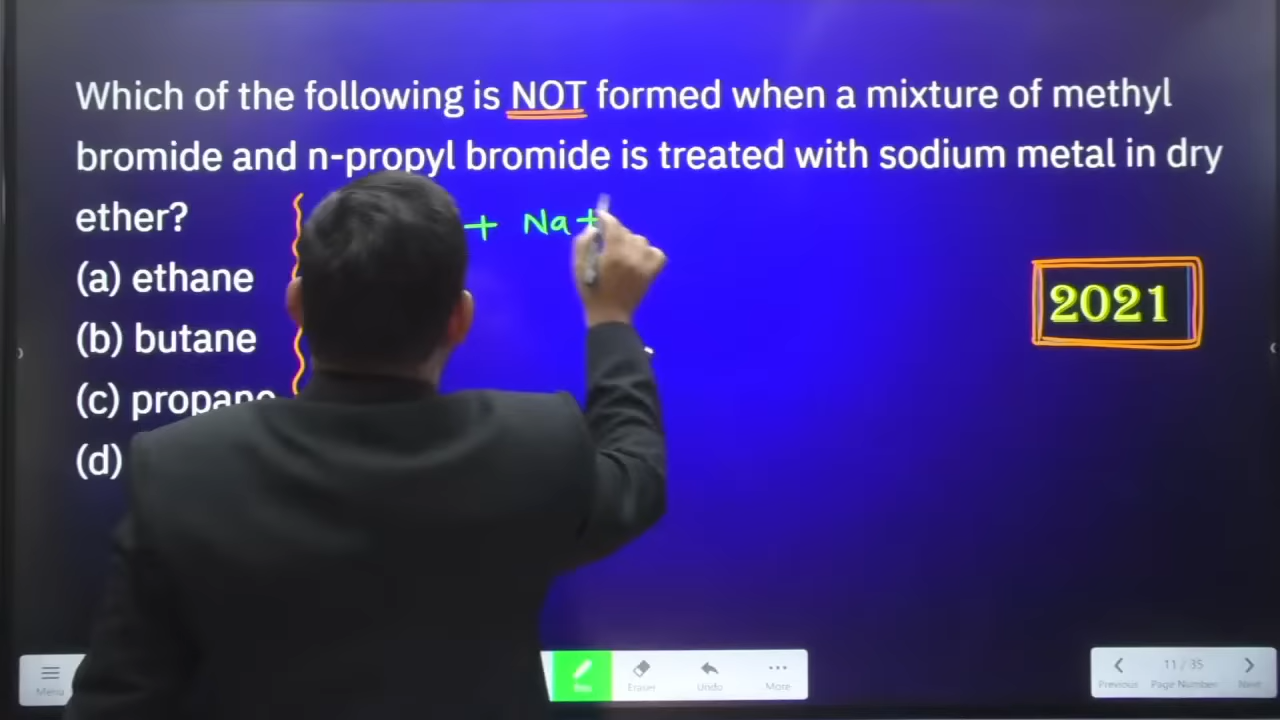 Which of the following is NOT formed when a mixture of methyl
bromide and n-propyl bromide is treated with sodium metal in dry
ether?
+ Na +
(a) ethane
2021
(b) butane
(c) propane
(d)
Menu
Eraser
Undo
More
11 / 35
Previous
Page Number
Next